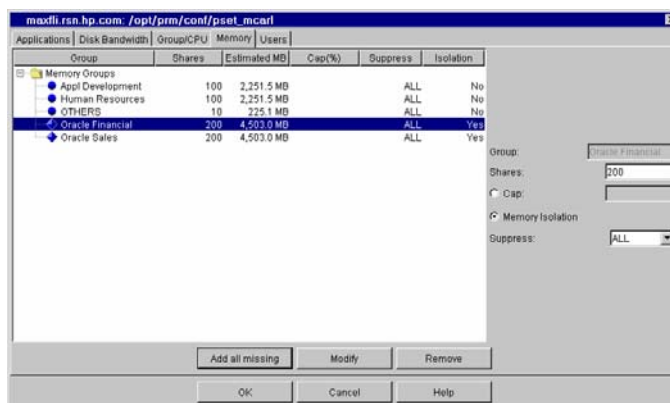 maxfli.rsn.hp.com: /opt/prm/conf/pset_mcarl
Applications Disk Bandwidth Group/CPU Memory Users
Group Shares Estimated MB Cap(%) Suppress Isolation
Memory Groups
Appl Development 100 2,251.5 MB ALL No
Human Resources 100 2,251.5 MB ALL No
OTHERS 10 225.1 MB ALL No
Oracle Financial 200 4,503.0 MB ALL Yes
Oracle Sales 200 4,503.0 MB ALL Yes
Group: Oracle Financial
Shares: 200
Cap:
Memory Isolation
Suppress: ALL
Add all missing Modify Remove
OK Cancel Help